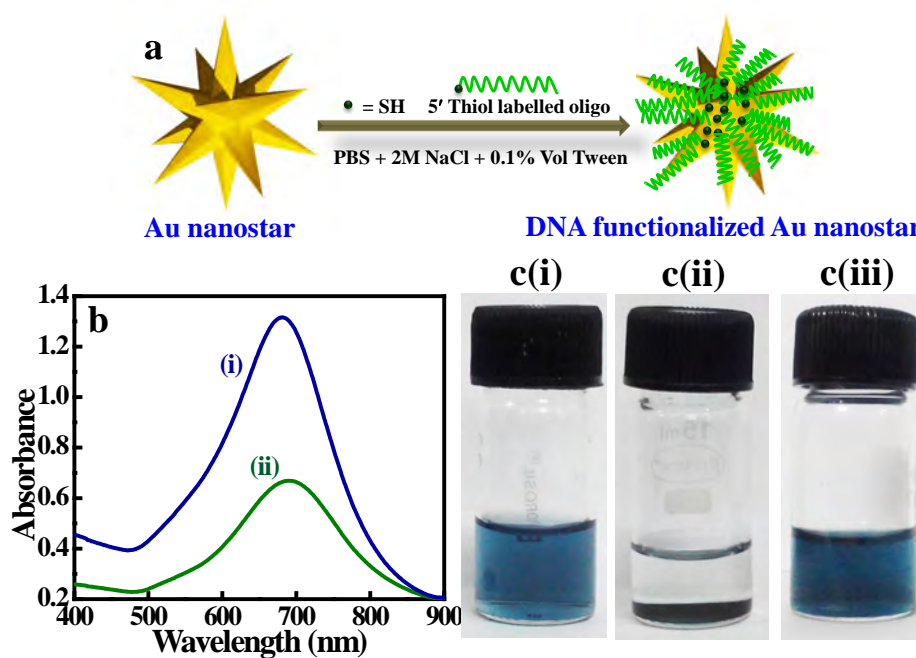 a
= SH 5′ Thiol labelled oligo
PBS + 2M NaCl + 0.1% Vol Tween
Au nanostar
DNA functionalized Au nanostar
b
1.4
1.2
1.0
0.8
0.6
0.4
0.2
Absorbance
(i)
(ii)
400 500 600 700 800 900
Wavelength (nm)
c(i) c(ii) c(iii)
15ml